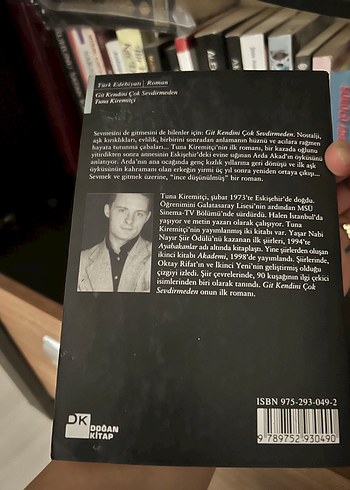 Türk Edebiyatı | Roman
Git Kendini Çok Sevdirmeden
Tuna Kiremitçi
Sevmesini de gitmesini de bilenler için: Git Kendini Çok Sevdirmeden. Nostalji,
aşk kırıklıkları, evlilik, birbirini sonradan anlamanın hüznü ve acılara rağmen
hayata tutunma çabaları... Tuna Kiremitçi'nin ilk romanı, bir kazada oğlunu
yitirdikten sonra annesinin Eskişehir'deki evine sığınan Arda Akad'ın öyküsünü
anlatıyor. Arda'nın ana ocağında genç kızlık yıllarına geri dönüşü ve ilk aşk
öyküsünün kahramanı olan erkeğin yirmi üç yıl sonra yeniden ortaya çıkışı...
Sevmek ve gitmek üzerine, "ince düşünülmüş" bir roman.
Tuna Kiremitçi, şubat 1973'te Eskişehir'de doğdu.
Öğrenimini Galatasaray Lisesi'nin ardından MSÜ
Sinema-TV Bölümü'nde sürdürdü. Halen İstanbul'da
yaşıyor ve metin yazarı olarak çalışıyor. Tuna
Kiremitçi'nin yayımlanmış iki kitabı var. Yaşar Nabi
Nayır Şiir Ödülü'nü kazanan ilk şiirleri, 1994'te
Ayabakanlar adı altında kitaplaştı. Yine şiirlerden oluşan
ikinci kitabı Akademi, 1998'de yayımlandı. Şiirlerinde,
Oktay Rifat'ın ve İkinci Yeni'nin geliştirmiş olduğu
çizgiyi izledi. Şiir çevrelerinde, 90 kuşağının ilgi çekici
isimlerinden biri olarak tanındı. Git Kendini Çok
Sevdirmeden onun ilk romanı.
ISBN 975-293-049-2
9 789752 930490
DK
DOĞAN
KİTAP